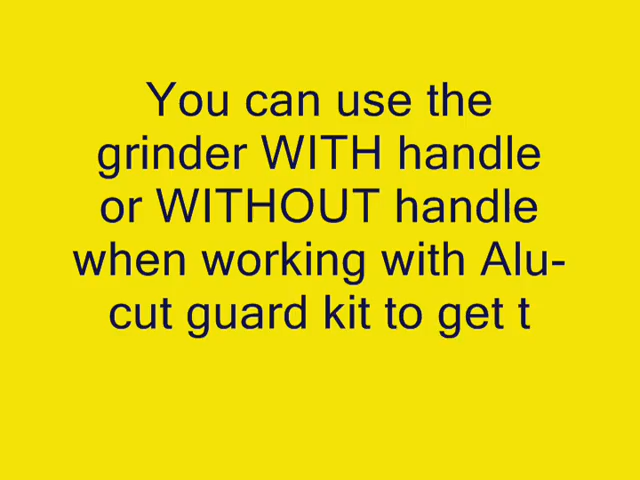 You can use the
grinder WITH handle
or WITHOUT handle
when working with Alu-
cut guard kit to get t